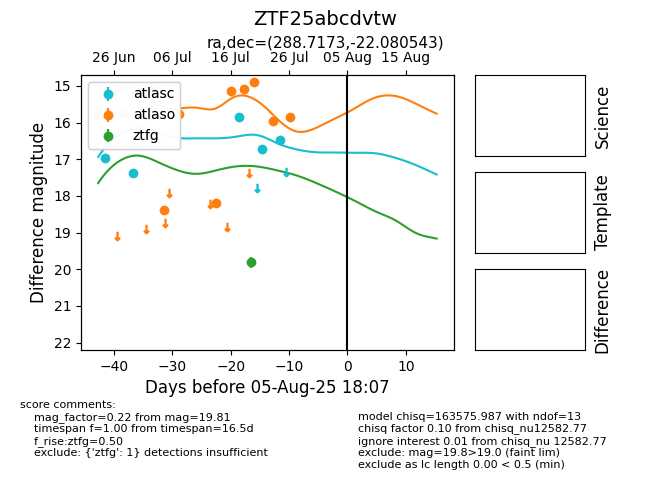 ZTF25abcdvtw
ra,dec=(288.7173,-22.080543)
26 Jun 06 Jul 16 Jul 26 Jul 05 Aug 15 Aug
atlasc
atlaso
ztfg
Difference magnitude
15
16
17
18
19
20
21
22
−40 −30 −20 −10 0 10
Days before 05-Aug-25 18:07
Science
Template
Difference
score comments:
mag_factor=0.22 from mag=19.81
timespan f=1.00 from timespan=16.5d
f_rise:ztfg=0.50
exclude: {'ztfg': 1} detections insufficient
model chisq=163575.987 with ndof=13
chisq factor 0.10 from chisq_nu12582.77
ignore interest 0.01 from chisq_nu 12582.77
exclude: mag=19.8>19.0 (faint lim)
exclude as lc length 0.00 < 0.5 (min)